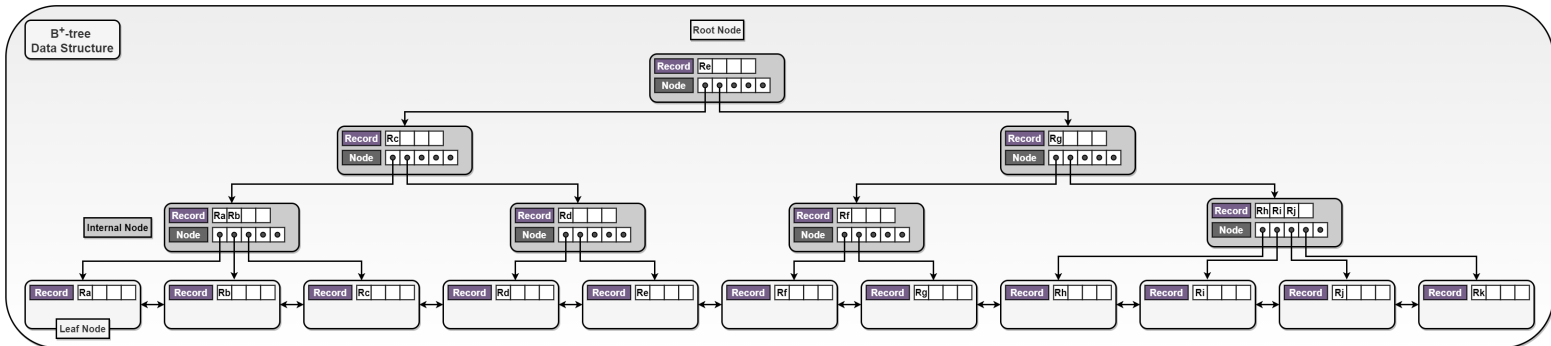 B+-tree
Data Structure
Root Node
Record Re
Node
Record Rc
Node
Record Rg
Node
Internal Node
Record Ra Rb
Node
Record Rd
Node
Record Rf
Node
Record Rh Ri Rj
Node
Record Ra
Record Rb
Record Rc
Record Rd
Record Re
Record Rf
Record Rg
Record Rh
Record Ri
Record Rj
Record Rk
Leaf Node